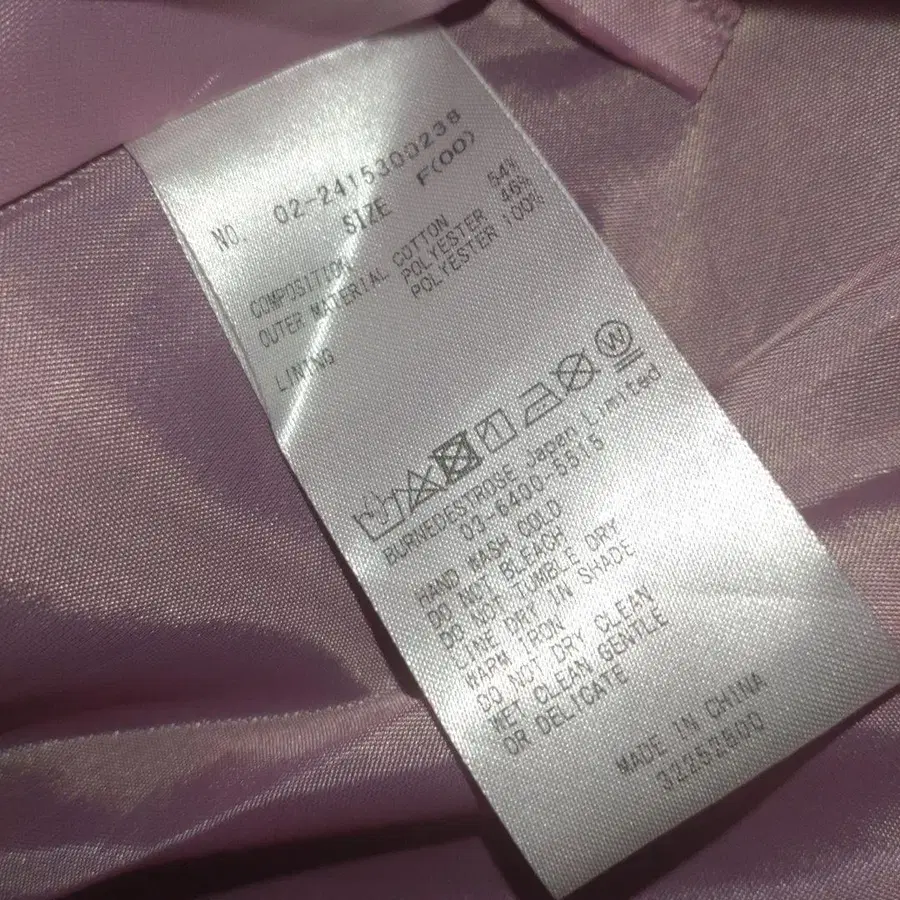 NO. 02-2415300238
SIZE F(00)
COMPOSITION
OUTER MATERIAL COTTON 54%
POLYESTER 46%
LINING POLYESTER 100%
W
BURNEDESTROSE Japan Limited
03-6400-5515
HAND WASH COLD
DO NOT BLEACH
DO NOT TUMBLE DRY
LINE DRY IN SHADE
WARM IRON
DO NOT DRY CLEAN
WET CLEAN GENTLE
OR DELICATE
MADE IN CHINA